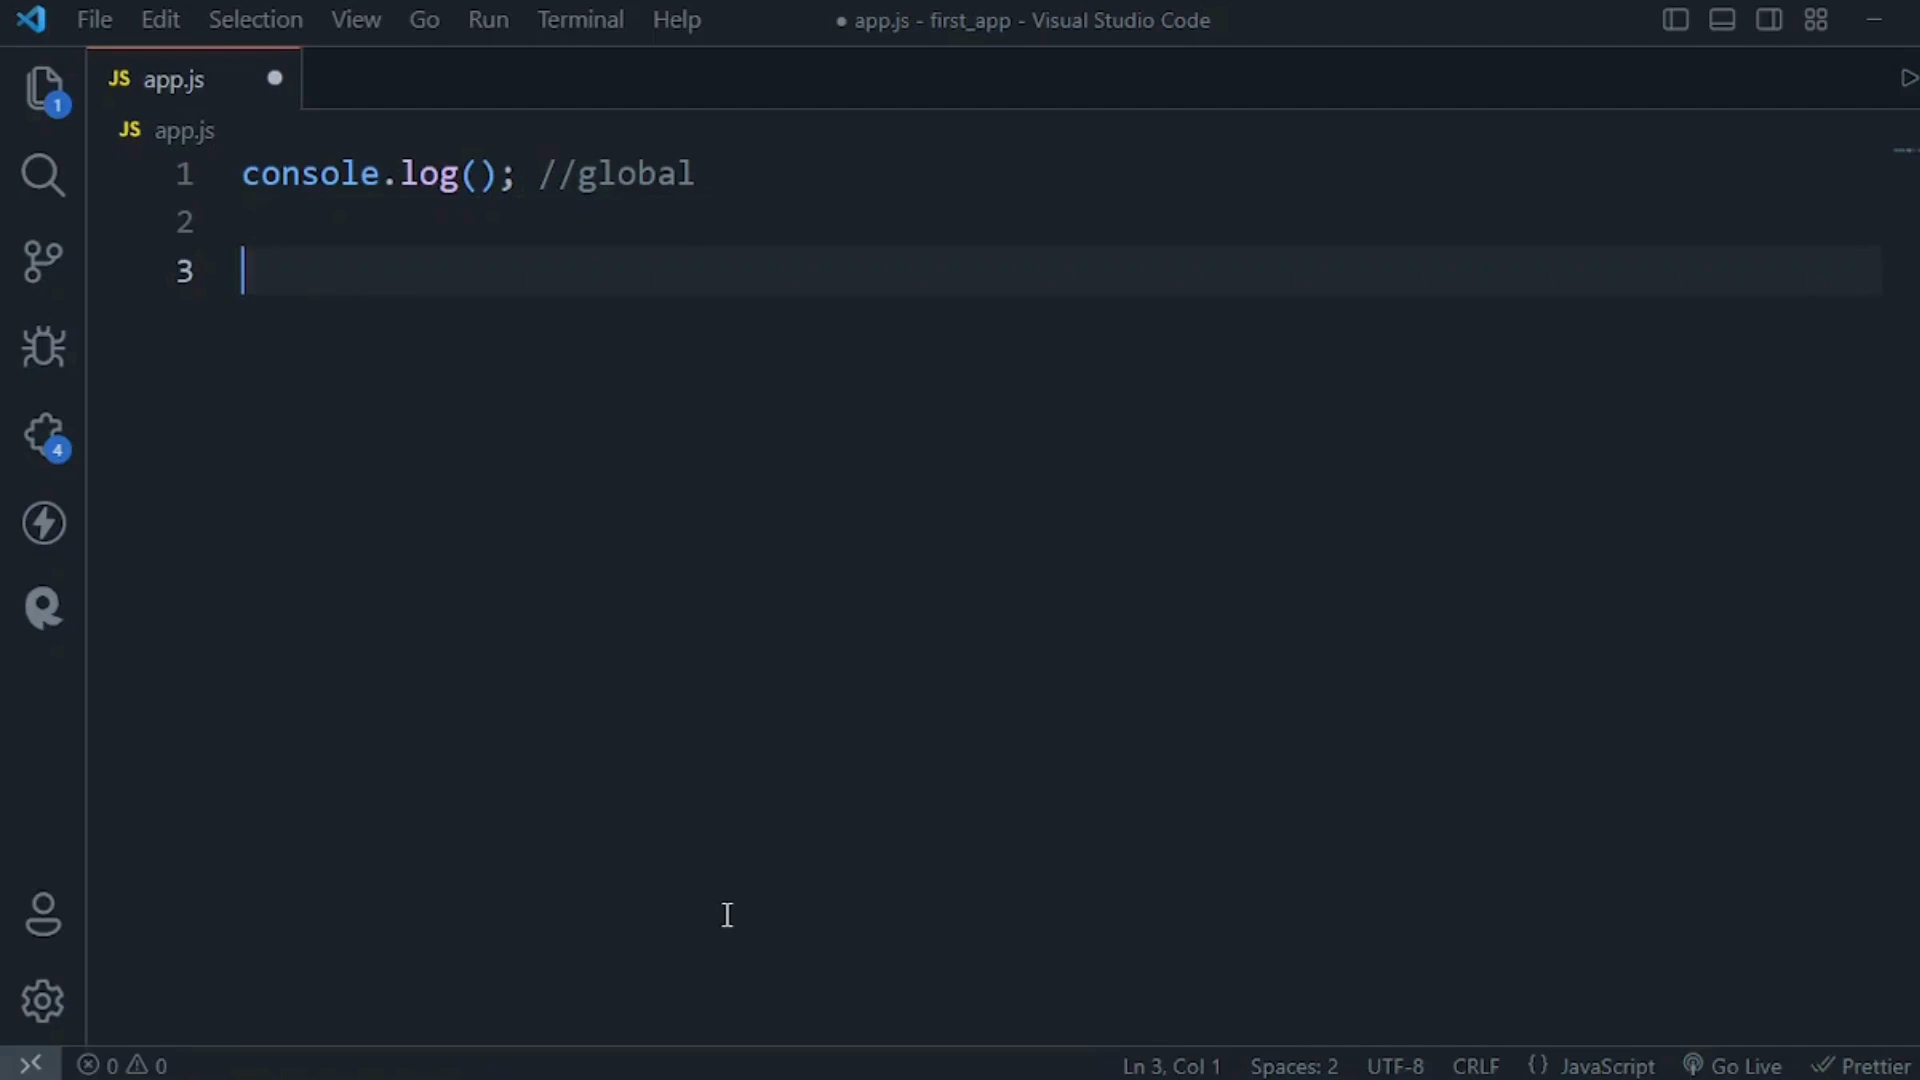 File Edit Selection View Go Run Terminal Help
● app.js - first_app - Visual Studio Code
JS app.js
JS app.js
1 console.log(); //global
2
3
1
4
0 0
Ln 3, Col 1 Spaces: 2 UTF-8 CRLF {} JavaScript Go Live Prettier